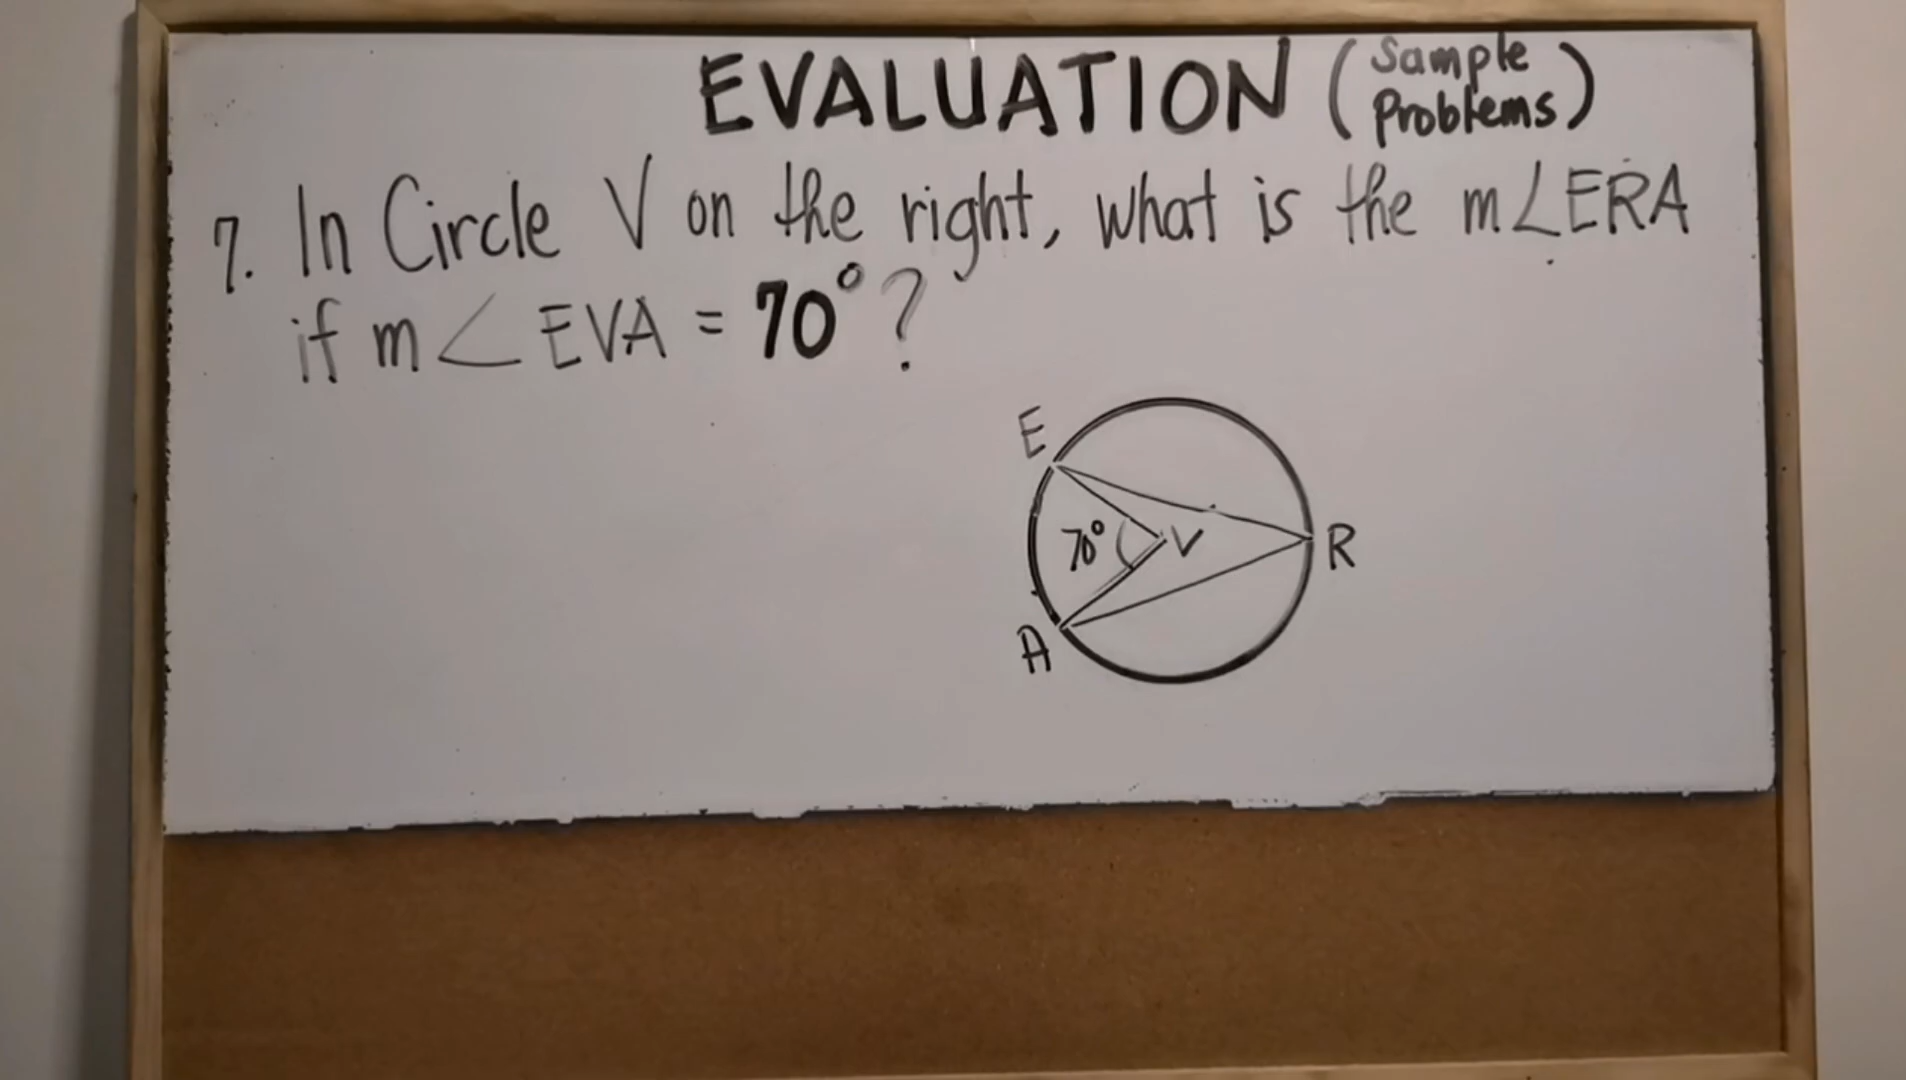 EVALUATION (Sample Problems)
7. In Circle V on the right, what is the m∠ERA
if m∠EVA = 70°?
E
70°
V
R
A